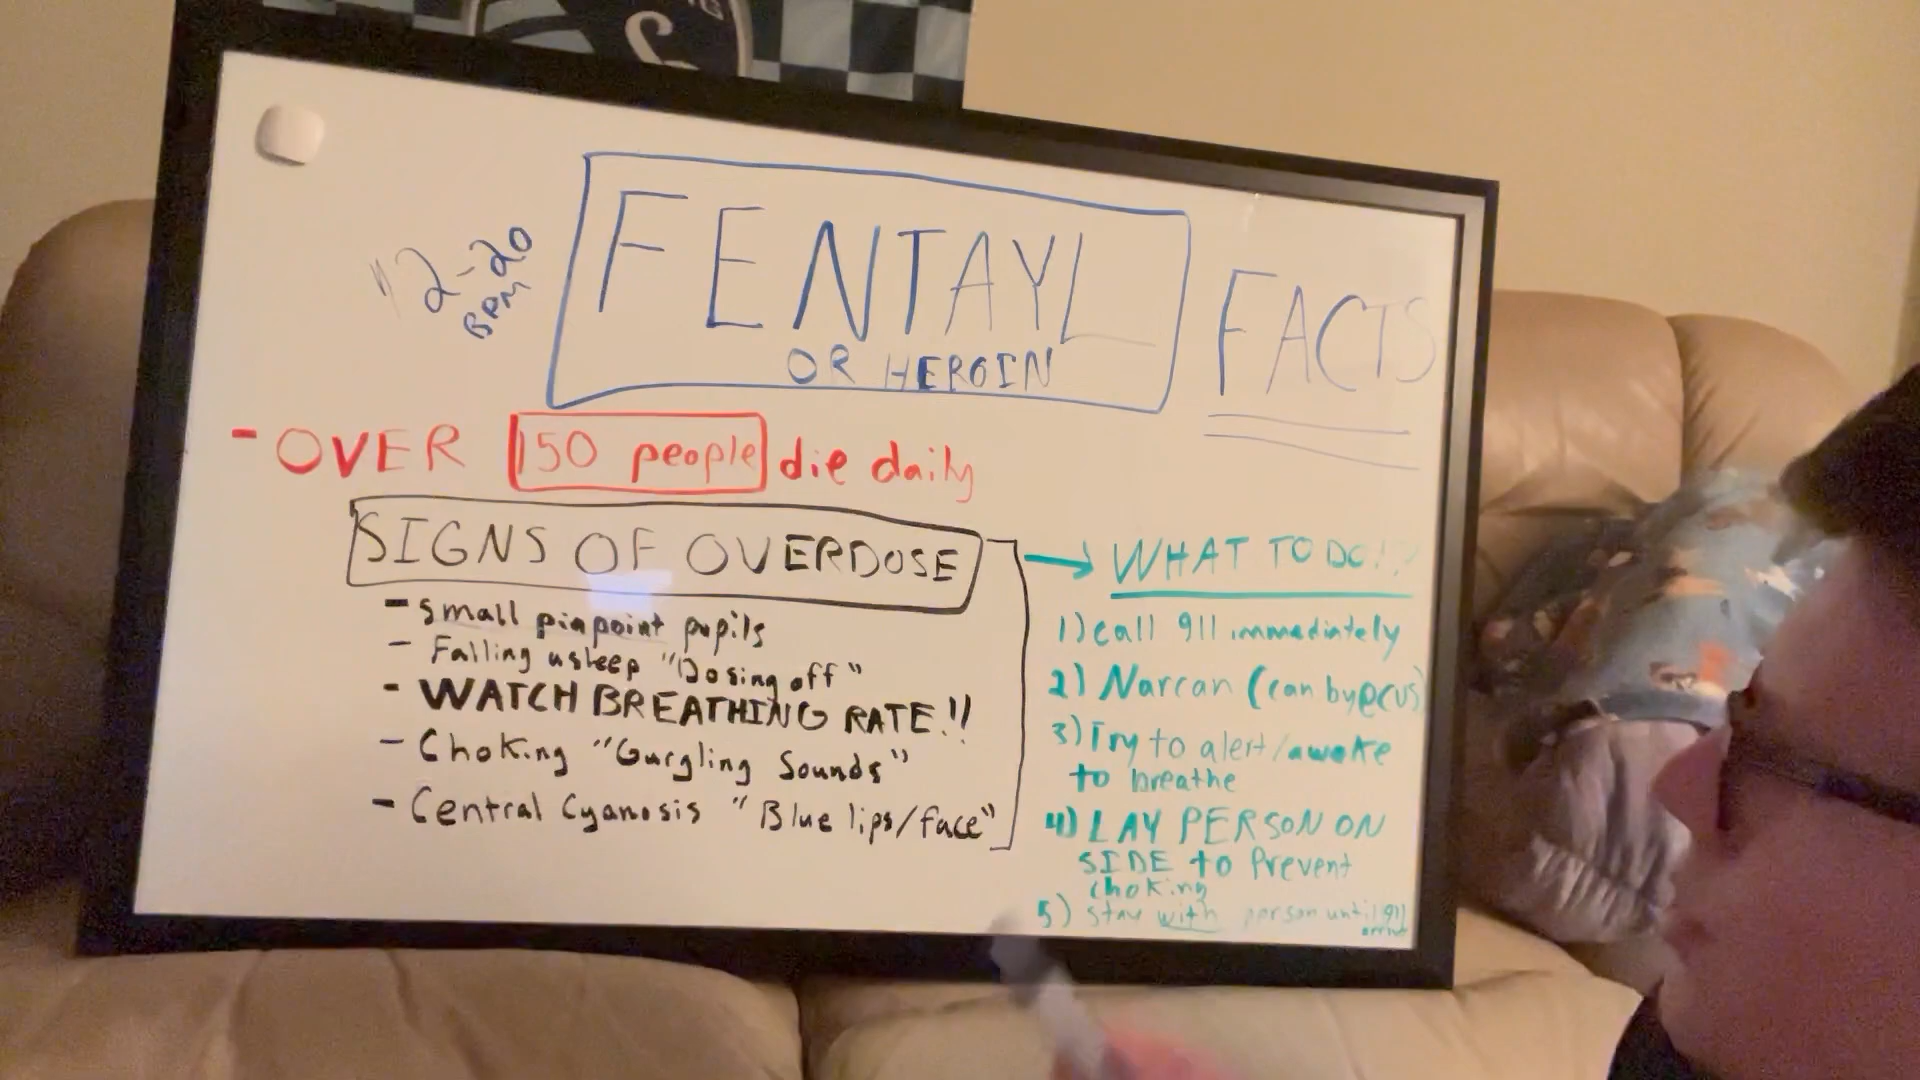 12-20
BPM
FENTAYL
OR HEROIN
FACTS
- OVER 150 people die daily
SIGNS OF OVERDOSE
- small pinpoint pupils
- Falling asleep "Dosing off"
- WATCH BREATHING RATE!!
- Choking "Gurgling Sounds"
- Central Cyanosis "Blue lips/face"
WHAT TO DO!?
1) call 911 immediately
2) Narcan (can by @ CVS)
3) Try to alert/awoke
to breathe
4) LAY PERSON ON
SIDE to Prevent
choking
5) stay with person until 911